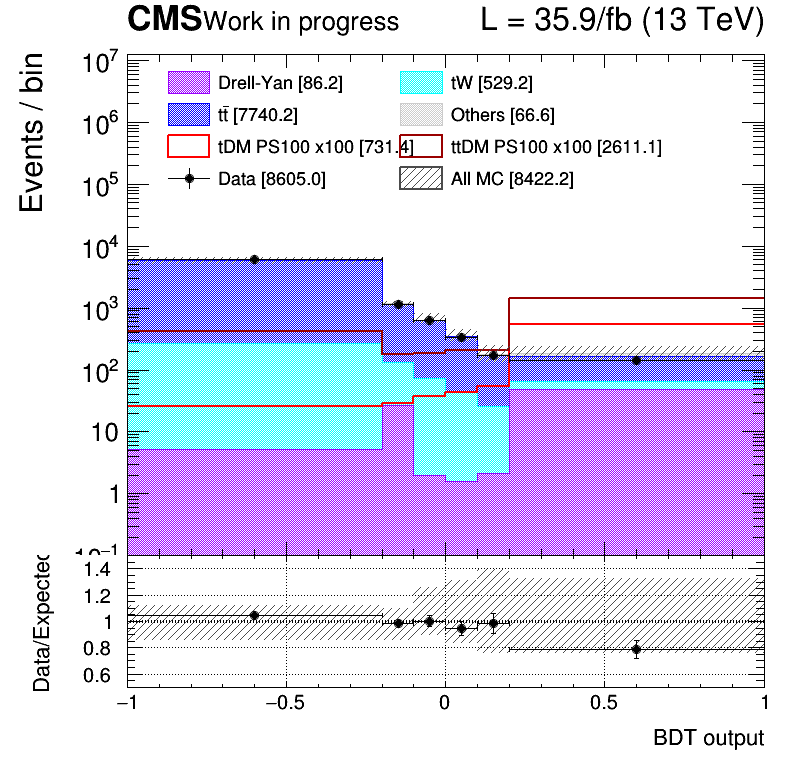 CMS Work in progress L = 35.9/fb (13 TeV)
Events / bin
Drell-Yan [86.2] tW [529.2]
tt̄ [7740.2] Others [66.6]
tDM PS100 x100 [731.4] ttDM PS100 x100 [2611.1]
Data [8605.0] All MC [8422.2]
10⁷
10⁶
10⁵
10⁴
10³
10²
10
1
10⁻¹
Data/Expected
1.4
1.2
1
0.8
0.6
−1 −0.5 0 0.5 1
BDT output